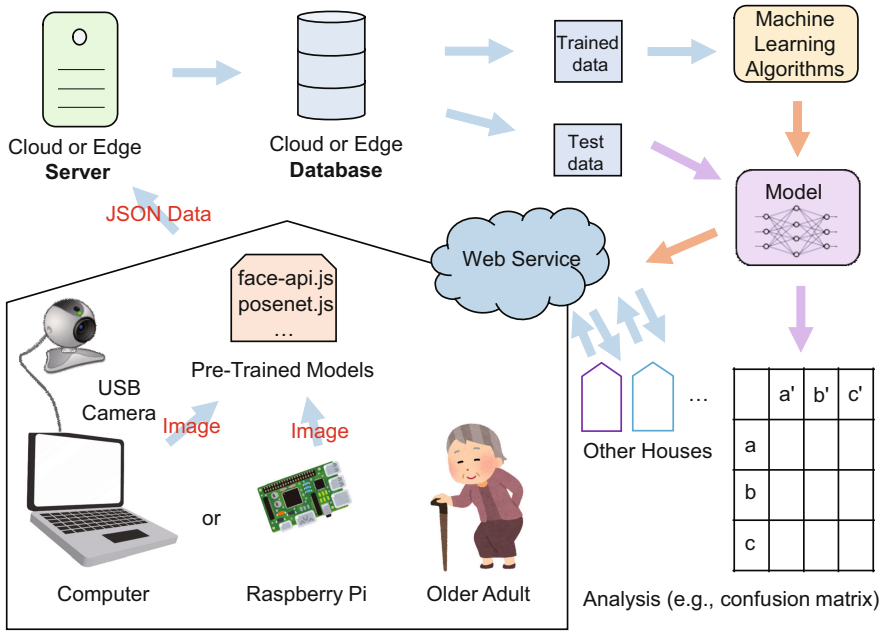 Cloud or Edge
Server
Cloud or Edge
Database
Trained
data
Test
data
Machine
Learning
Algorithms
Model
JSON Data
Web Service
face-api.js
posenet.js
...
Pre-Trained Models
USB
Camera
Image
Image
or
Computer
Raspberry Pi
Older Adult
...
Other Houses
a' b' c'
a
b
c
Analysis (e.g., confusion matrix)